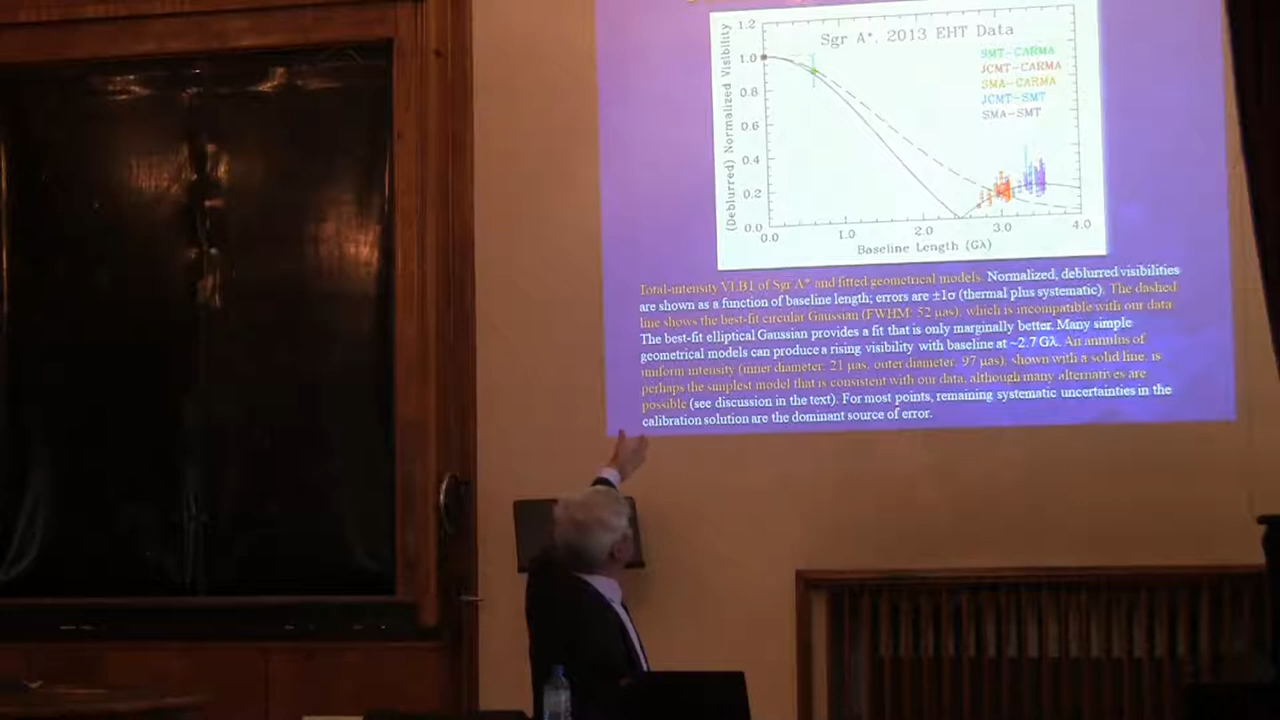 Sgr A*, 2013 EHT Data
SMT-CARMA
JCMT-CARMA
SMA-CARMA
JCMT-SMT
SMA-SMT
(Deblurred) Normalized Visibility
1.2
1.0
0.8
0.6
0.4
0.2
0.0
0.0 1.0 2.0 3.0 4.0
Baseline Length (Gλ)
Total-intensity VLBI of Sgr A* and fitted geometrical models. Normalized, deblurred visibilities
are shown as a function of baseline length; errors are ±1σ (thermal plus systematic). The dashed
line shows the best-fit circular Gaussian (FWHM: 52 μas), which is incompatible with our data.
The best-fit elliptical Gaussian provides a fit that is only marginally better. Many simple
geometrical models can produce a rising visibility with baseline at ~2.7 Gλ. An annulus of
uniform intensity (inner diameter: 21 μas, outer diameter: 97 μas), shown with a solid line, is
perhaps the simplest model that is consistent with our data, although many alternatives are
possible (see discussion in the text). For most points, remaining systematic uncertainties in the
calibration solution are the dominant source of error.